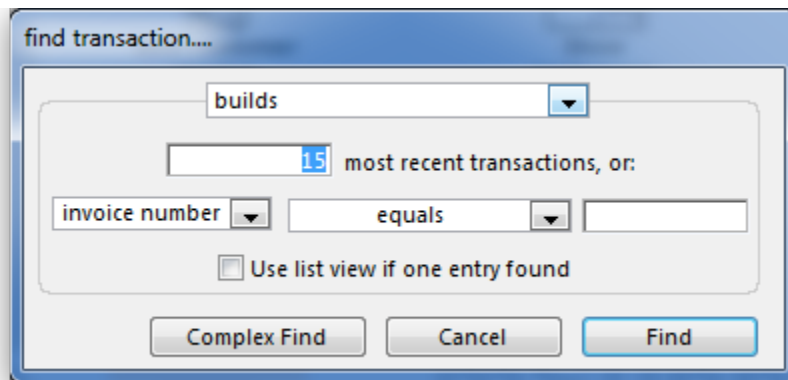 find transaction....
builds
15 most recent transactions, or:
invoice number equals
Use list view if one entry found
Complex Find Cancel Find